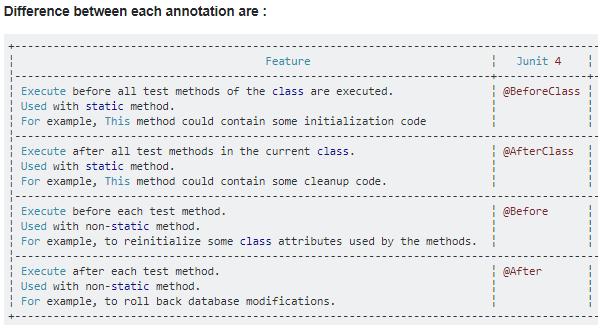 Difference between each annotation are :
Feature Junit 4
Execute before all test methods of the class are executed. @BeforeClass
Used with static method.
For example, This method could contain some initialization code
Execute after all test methods in the current class. @AfterClass
Used with static method.
For example, This method could contain some cleanup code.
Execute before each test method. @Before
Used with non-static method.
For example, to reinitialize some class attributes used by the methods.
Execute after each test method. @After
Used with non-static method.
For example, to roll back database modifications.